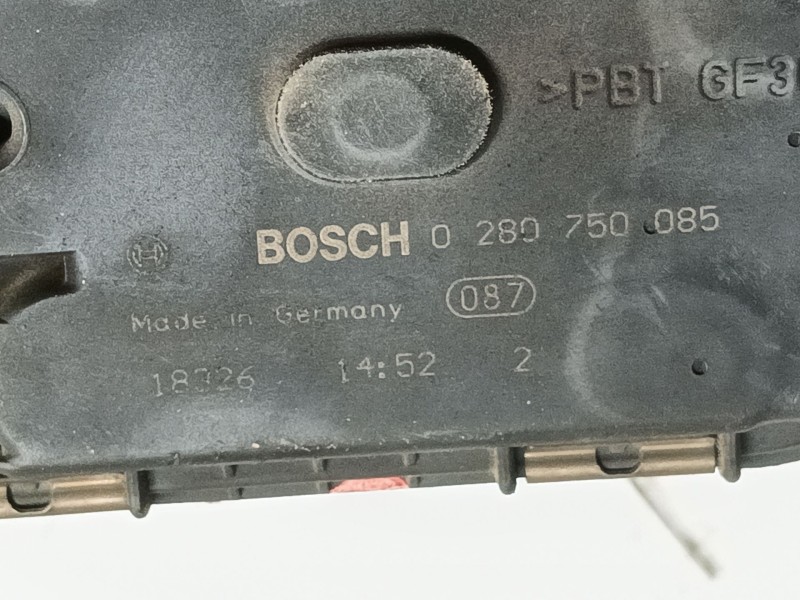 >PBT GF3
BOSCH 0 280 750 085
Made in Germany 087
18326 14:52 2